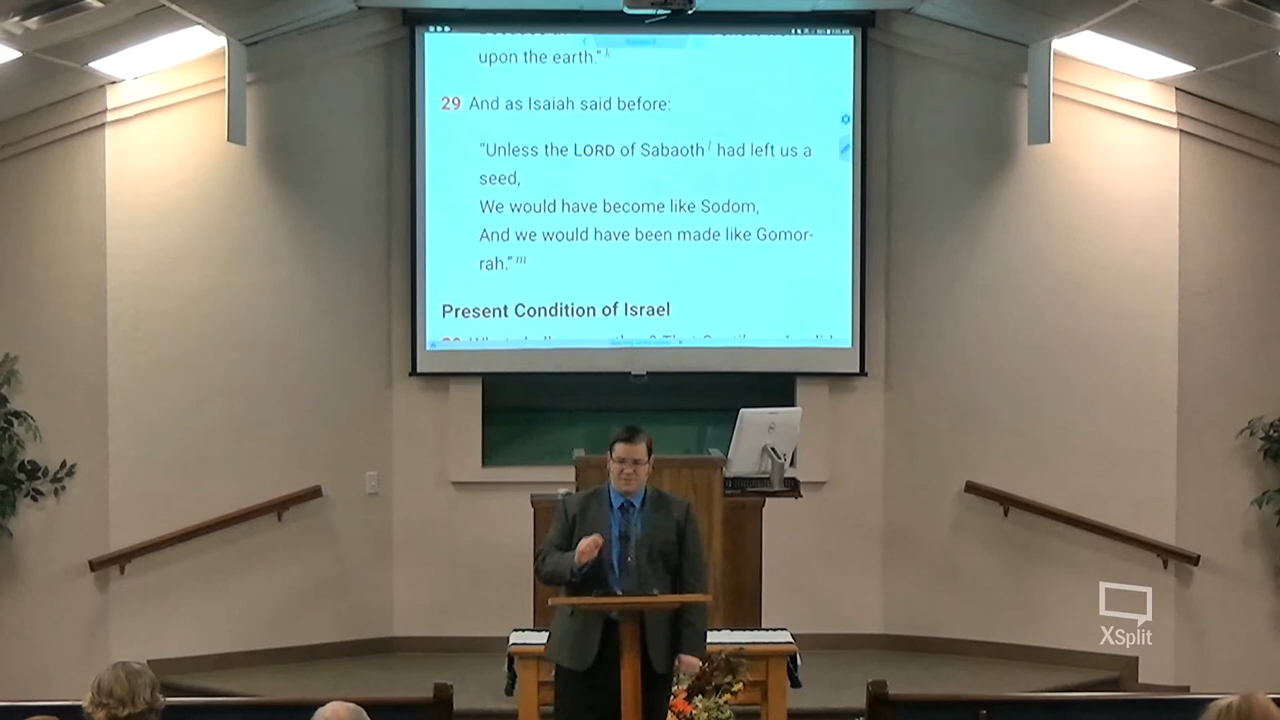 upon the earth." k
29 And as Isaiah said before:
"Unless the LORD of Sabaoth l had left us a
seed,
We would have become like Sodom,
And we would have been made like Gomor-
rah." m
Present Condition of Israel
XSplit